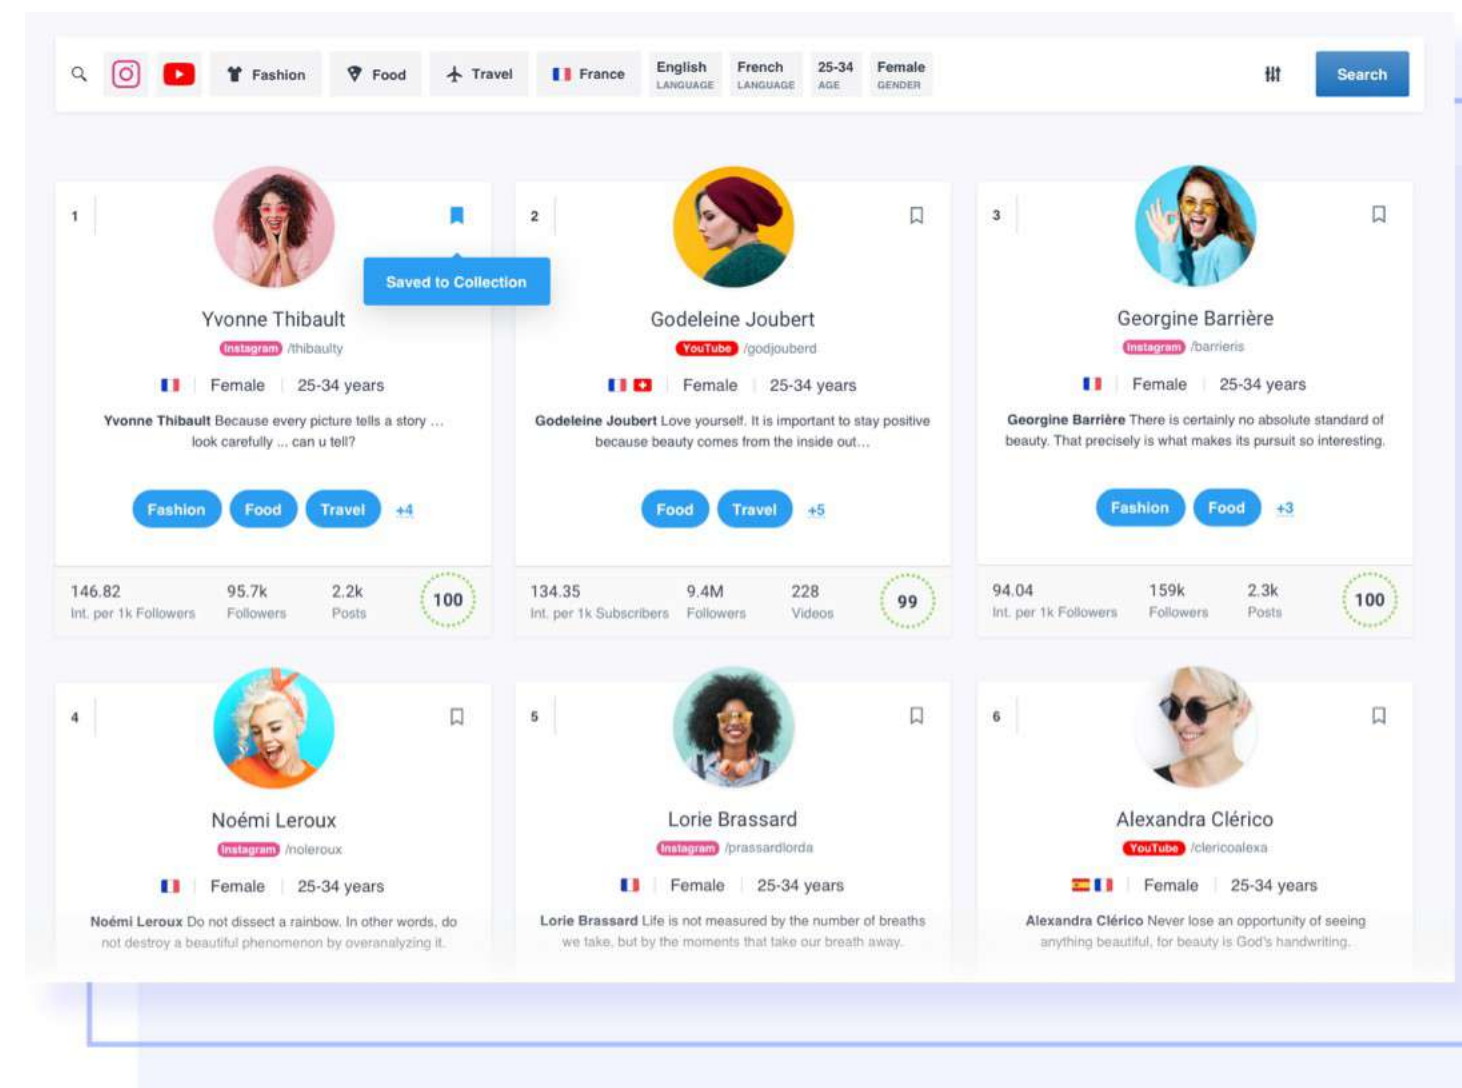 Fashion Food Travel France English French 25-34 Female Search
LANGUAGE LANGUAGE AGE GENDER
1
Saved to Collection
Yvonne Thibault
Instagram /thibaulty
Female 25-34 years
Yvonne Thibault Because every picture tells a story ...
look carefully ... can u tell?
Fashion Food Travel +4
146.82 95.7k 2.2k 100
Int. per 1k Followers Followers Posts
2
Godeleine Joubert
YouTube /godjouberd
Female 25-34 years
Godeleine Joubert Love yourself. It is important to stay positive
because beauty comes from the inside out...
Food Travel +5
134.35 9.4M 228 99
Int. per 1k Subscribers Followers Videos
3
Georgine Barrière
Instagram /barrieris
Female 25-34 years
Georgine Barrière There is certainly no absolute standard of
beauty. That precisely is what makes its pursuit so interesting.
Fashion Food +3
94.04 159k 2.3k 100
Int. per 1k Followers Followers Posts
4
Noémi Leroux
Instagram /noleroux
Female 25-34 years
Noémi Leroux Do not dissect a rainbow. In other words, do
not destroy a beautiful phenomenon by overanalyzing it.
5
Lorie Brassard
Instagram /prassardlorda
Female 25-34 years
Lorie Brassard Life is not measured by the number of breaths
we take, but by the moments that take our breath away.
6
Alexandra Clérico
YouTube /clericoalexa
Female 25-34 years
Alexandra Clérico Never lose an opportunity of seeing
anything beautiful, for beauty is God's handwriting.